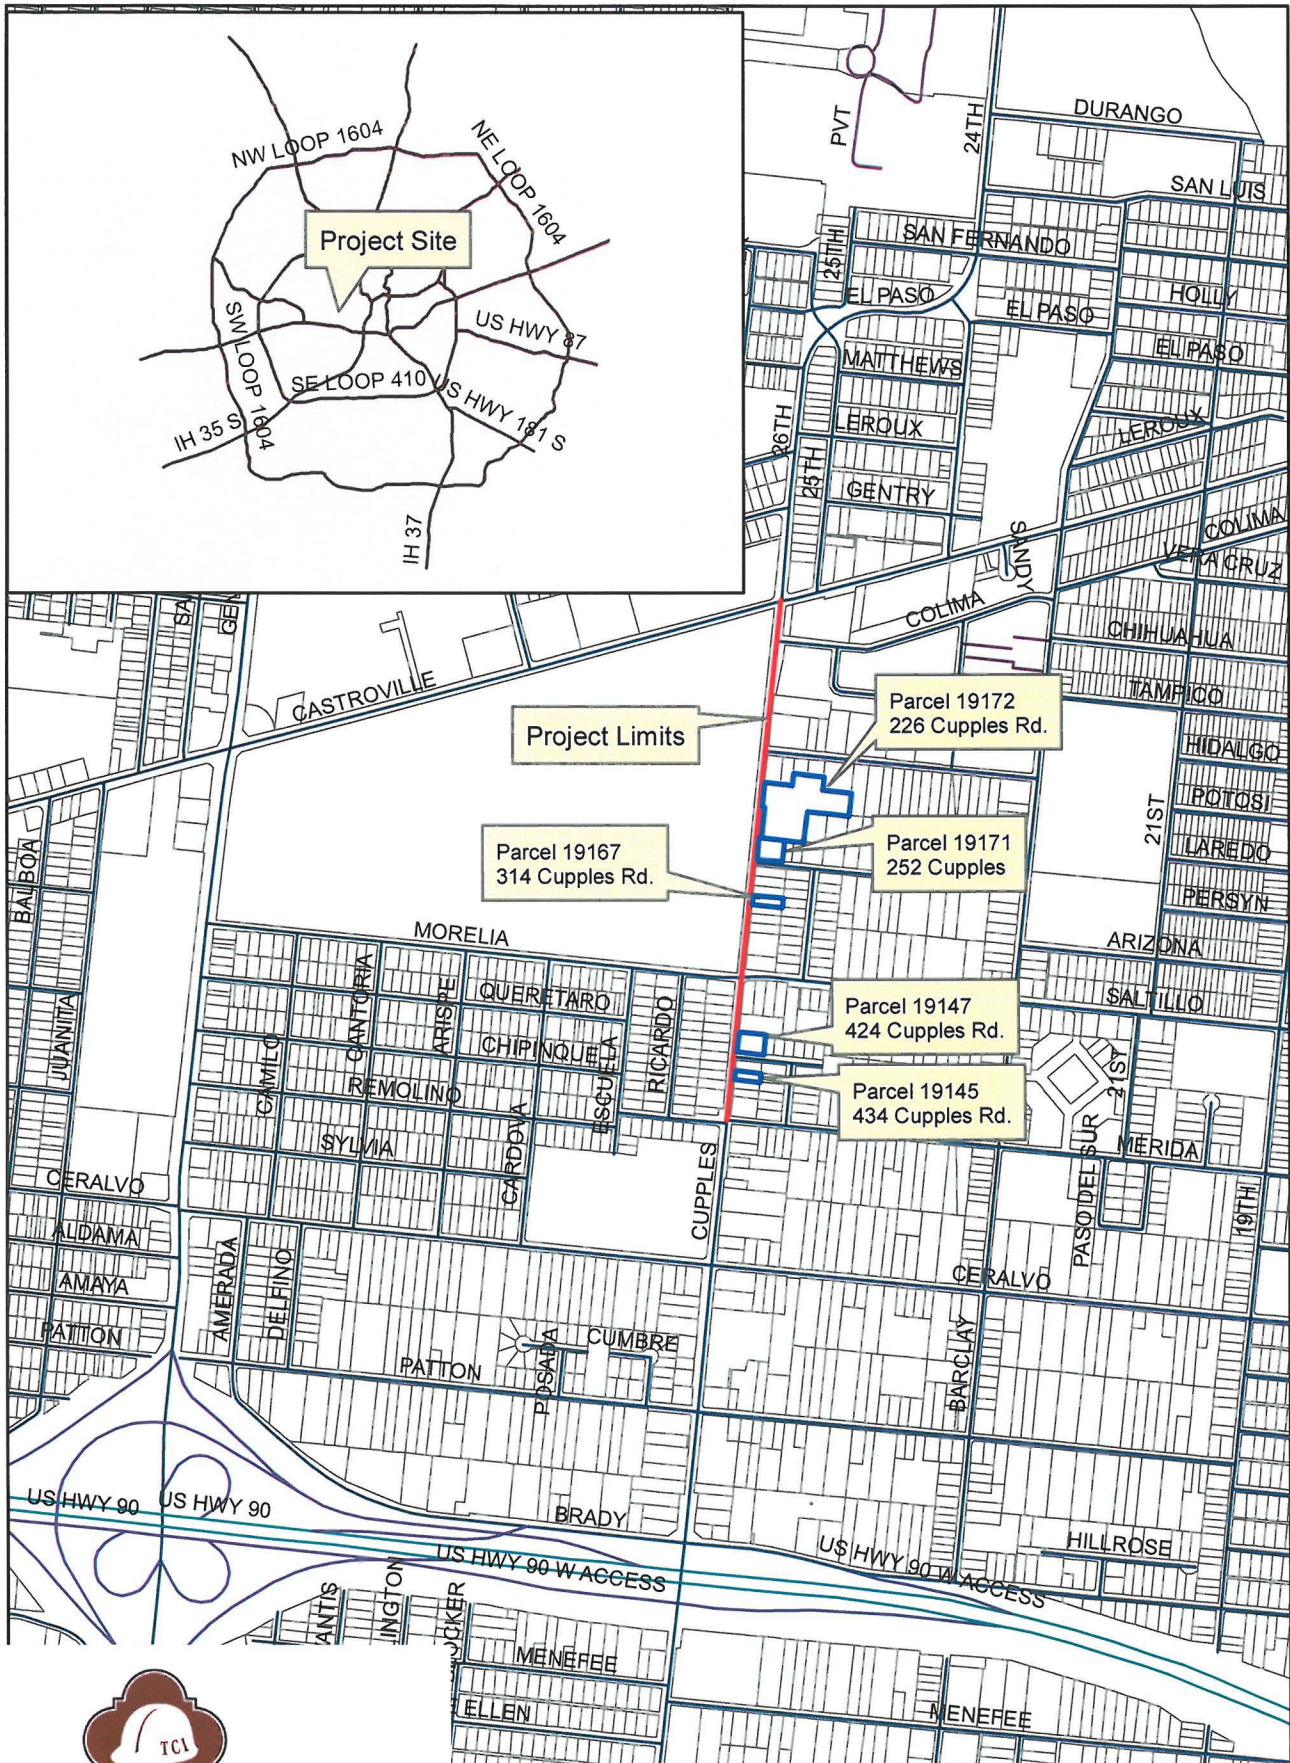 NW LOOP 1604
NE LOOP 1604
Project Site
US HWY 87
SW LOOP 1604
SE LOOP 410
US HWY 181 S
IH 35 S
IH 37
PVT
24TH
DURANGO
SAN LUIS
SAN FERNANDO
25TH
EL PASO
HOLLY
EL PASO
EL PASO
MATTHEWS
26TH
LEROUX
LEROUX
25TH
GENTRY
SANDY
COLIMA
VERA CRUZ
COLIMA
CHIHUAHUA
CASTROVILLE
TAMPICO
Project Limits
Parcel 19172
226 Cupples Rd.
HIDALGO
POTOSI
21ST
LAREDO
Parcel 19171
252 Cupples
Parcel 19167
314 Cupples Rd.
BALBOA
PERSYN
MORELIA
ARIZONA
CANTORIA
ARISPE
QUERETARO
RICARDO
SALTILLO
Parcel 19147
424 Cupples Rd.
JUANITA
CAMILO
CHIPINQUE
ESCUELA
REMOLINO
21ST
Parcel 19145
434 Cupples Rd.
SYLVIA
CARDOVA
MERIDA
PASO DEL SUR
CERALVO
CUPPLES
19TH
ALDAMA
AMERADA
DELFINO
AMAYA
CERALVO
PATTON
POSADA
CUMBRE
PATTON
BARCLAY
US HWY 90
US HWY 90
BRADY
US HWY 90 W ACCESS
US HWY 90 W ACCESS
HILLROSE
MENEFEE
ELLEN
MENEFEE
TCI